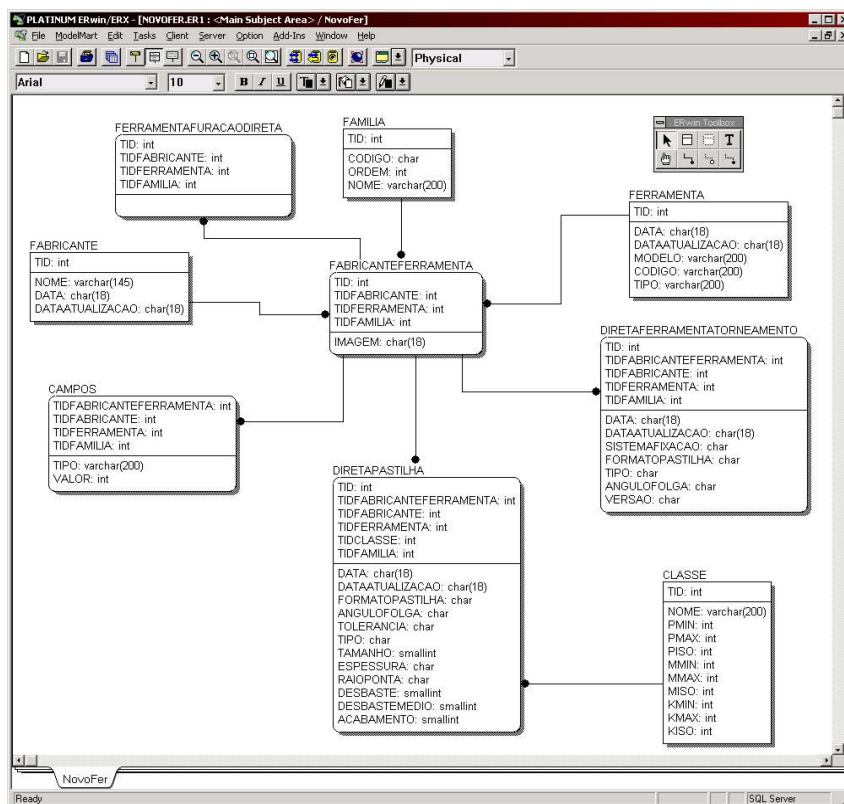 PLATINUM ERwin/ERX - [NOVOFER.ER1 : <Main Subject Area> / NovoFer]
File ModelMart Edit Tasks Client Server Option Add-Ins Window Help
Physical
Arial 10 B I U
FERRAMENTAFURACAODIRETA
TID: int
TIDFABRICANTE: int
TIDFERRAMENTA: int
TIDFAMILIA: int
FAMILIA
TID: int
CODIGO: char
ORDEM: int
NOME: varchar(200)
ERwin Toolbox
T
FERRAMENTA
TID: int
DATA: char(18)
DATAATUALIZACAO: char(18)
MODELO: varchar(200)
CODIGO: varchar(200)
TIPO: varchar(200)
FABRICANTE
TID: int
NOME: varchar(145)
DATA: char(18)
DATAATUALIZACAO: char(18)
FABRICANTEFERRAMENTA
TID: int
TIDFABRICANTE: int
TIDFERRAMENTA: int
TIDFAMILIA: int
IMAGEM: char(18)
DIRETAFERRAMENTATORNEAMENTO
TID: int
TIDFABRICANTEFERRAMENTA: int
TIDFABRICANTE: int
TIDFERRAMENTA: int
TIDFAMILIA: int
DATA: char(18)
DATAATUALIZACAO: char(18)
SISTEMAFIXACAO: char
FORMATOPASTILHA: char
TIPO: char
ANGULOFOLGA: char
VERSAO: char
CAMPOS
TIDFABRICANTEFERRAMENTA: int
TIDFABRICANTE: int
TIDFERRAMENTA: int
TIDFAMILIA: int
TIPO: varchar(200)
VALOR: int
DIRETAPASTILHA
TID: int
TIDFABRICANTEFERRAMENTA: int
TIDFABRICANTE: int
TIDFERRAMENTA: int
TIDCLASSE: int
TIDFAMILIA: int
DATA: char(18)
DATAATUALIZACAO: char(18)
FORMATOPASTILHA: char
ANGULOFOLGA: char
TOLERANCIA: char
TIPO: char
TAMANHO: smallint
ESPESSURA: char
RAIOPONTA: char
DESBASTE: smallint
DESBASTEMEDIO: smallint
ACABAMENTO: smallint
CLASSE
TID: int
NOME: varchar(200)
PMIN: int
PMAX: int
PISO: int
MMIN: int
MMAX: int
MISO: int
KMIN: int
KMAX: int
KISO: int
NovoFer
Ready
SQL Server